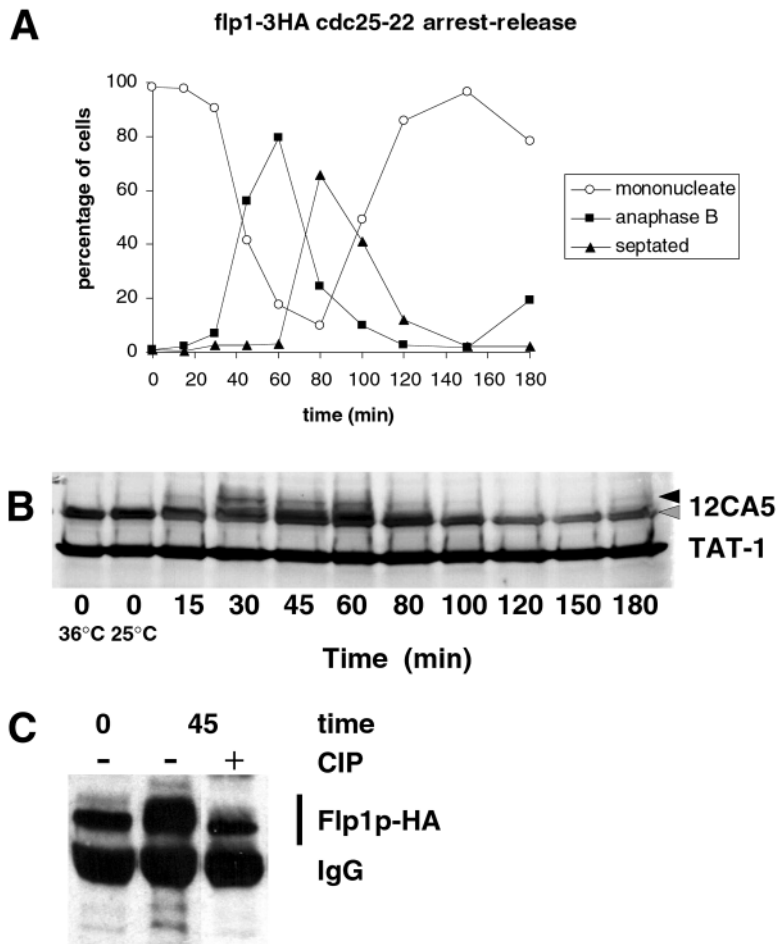 A
flp1-3HA cdc25-22 arrest-release
percentage of cells
100
80
60
40
20
0
0 20 40 60 80 100 120 140 160 180
time (min)
mononucleate
anaphase B
septated
B
12CA5
TAT-1
0 0 15 30 45 60 80 100 120 150 180
36°C 25°C
Time (min)
C
0 45 time
- - + CIP
Flp1p-HA
IgG